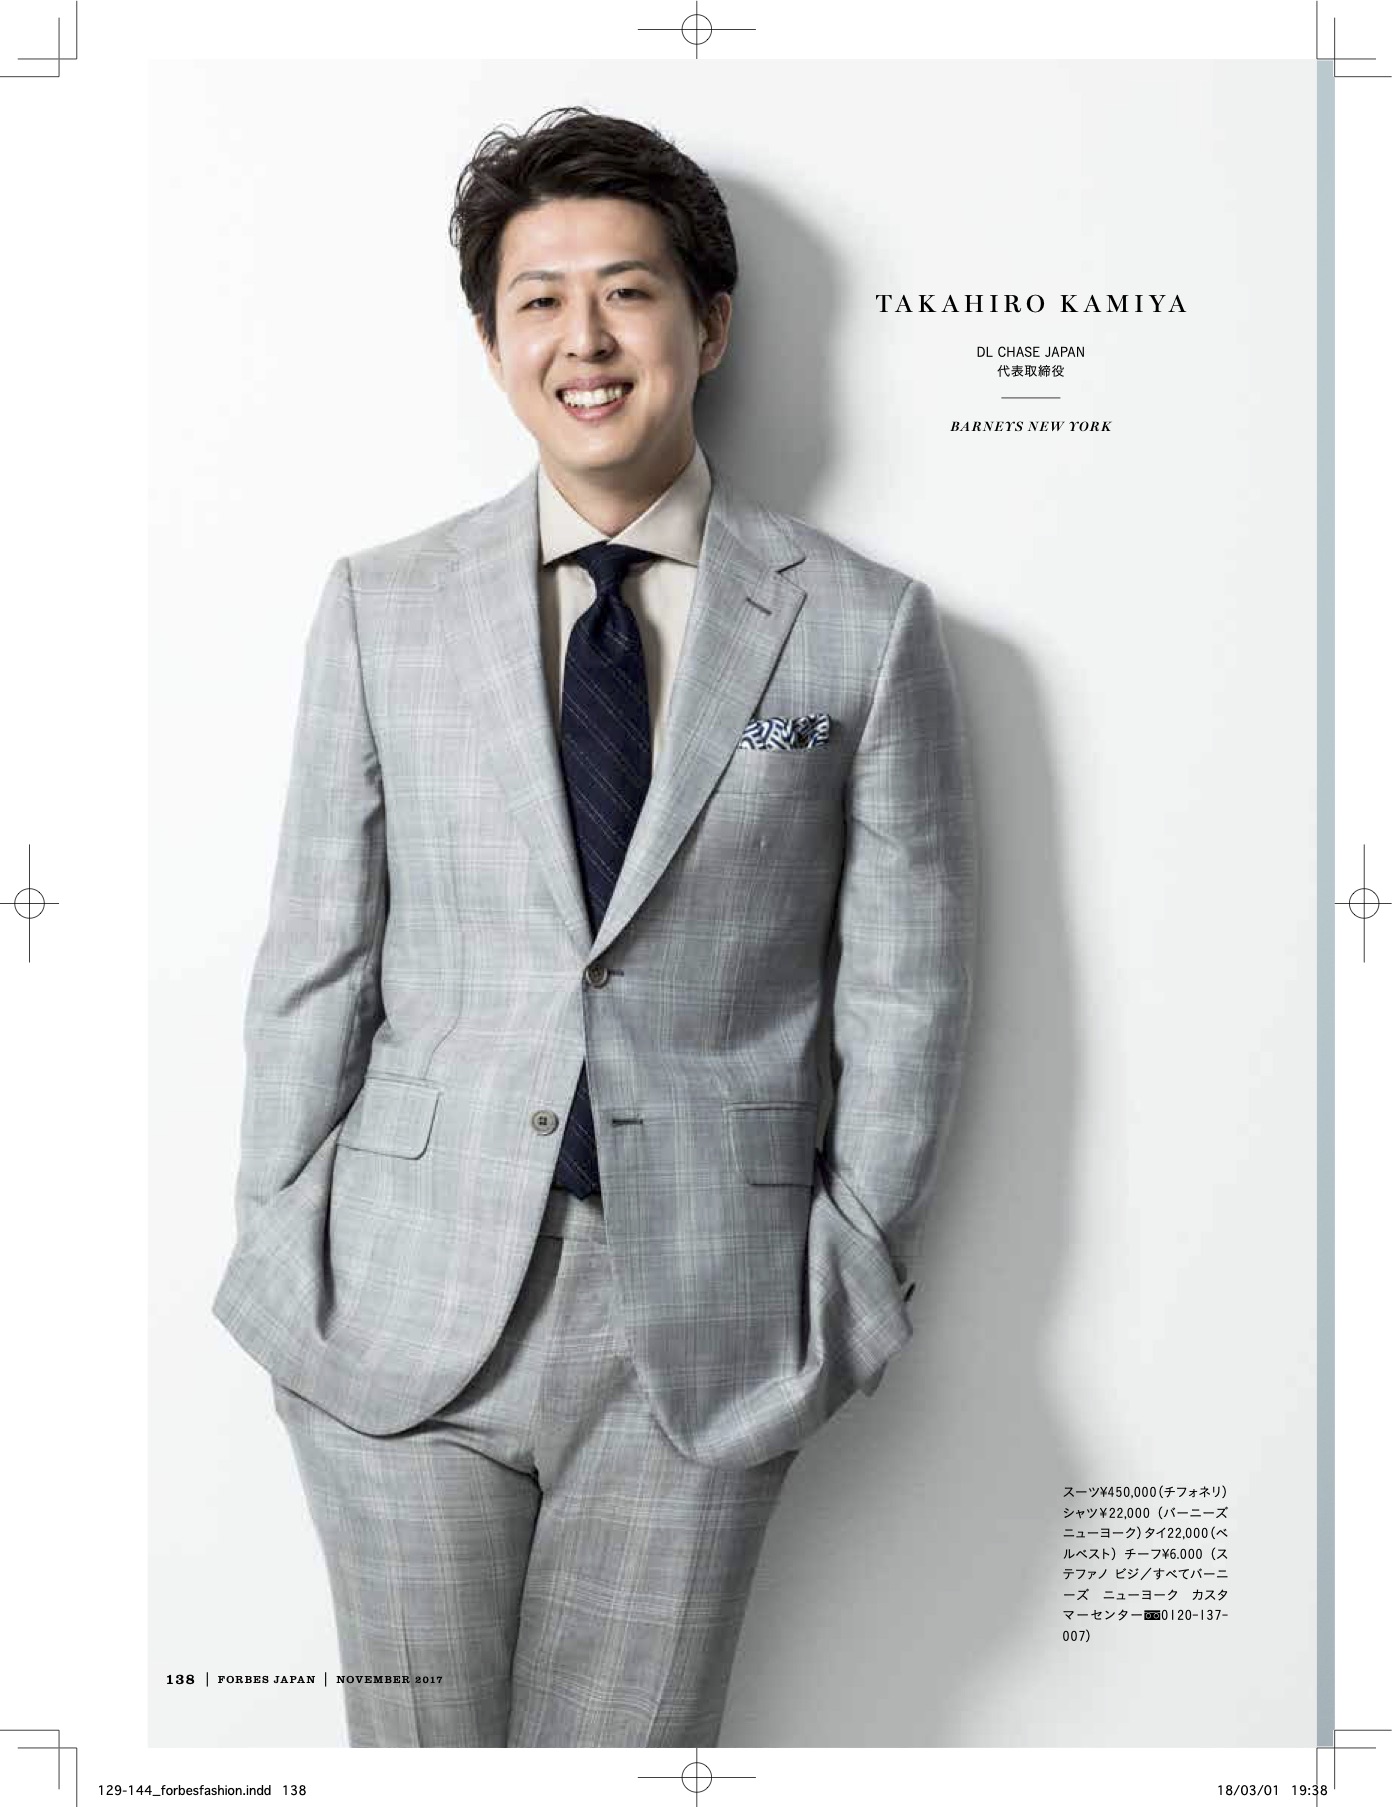 TAKAHIRO KAMIYA
DL CHASE JAPAN
代表取締役
BARNEYS NEW YORK
スーツ¥450,000(チフォネリ)
シャツ¥22,000（バーニーズ
ニューヨーク)タイ22,000(ベ
ルベスト）チーフ¥6.000（ス
テファノ ビジ／すべてバーニ
ーズ　ニューヨーク　カスタ
マーセンター0120-137-
007)
138 | FORBES JAPAN | NOVEMBER 2017
129-144_forbesfashion.indd 138
18/03/01 19:38